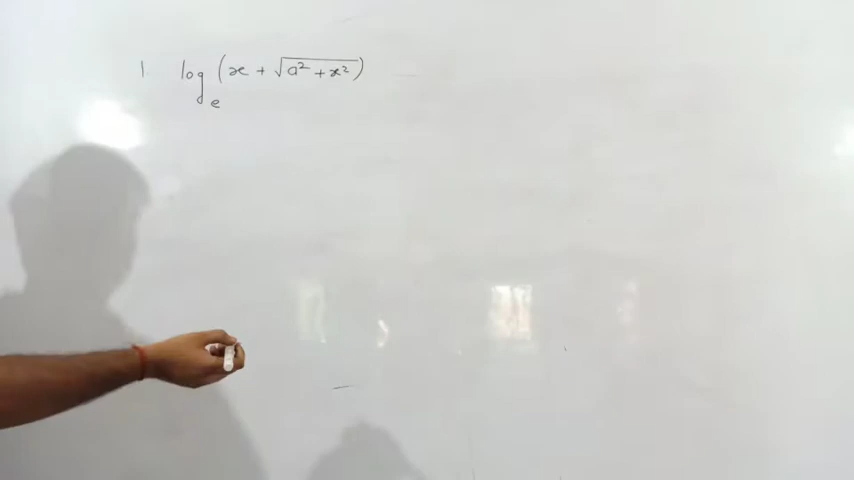 1 log_e (x + √(a² + x²))